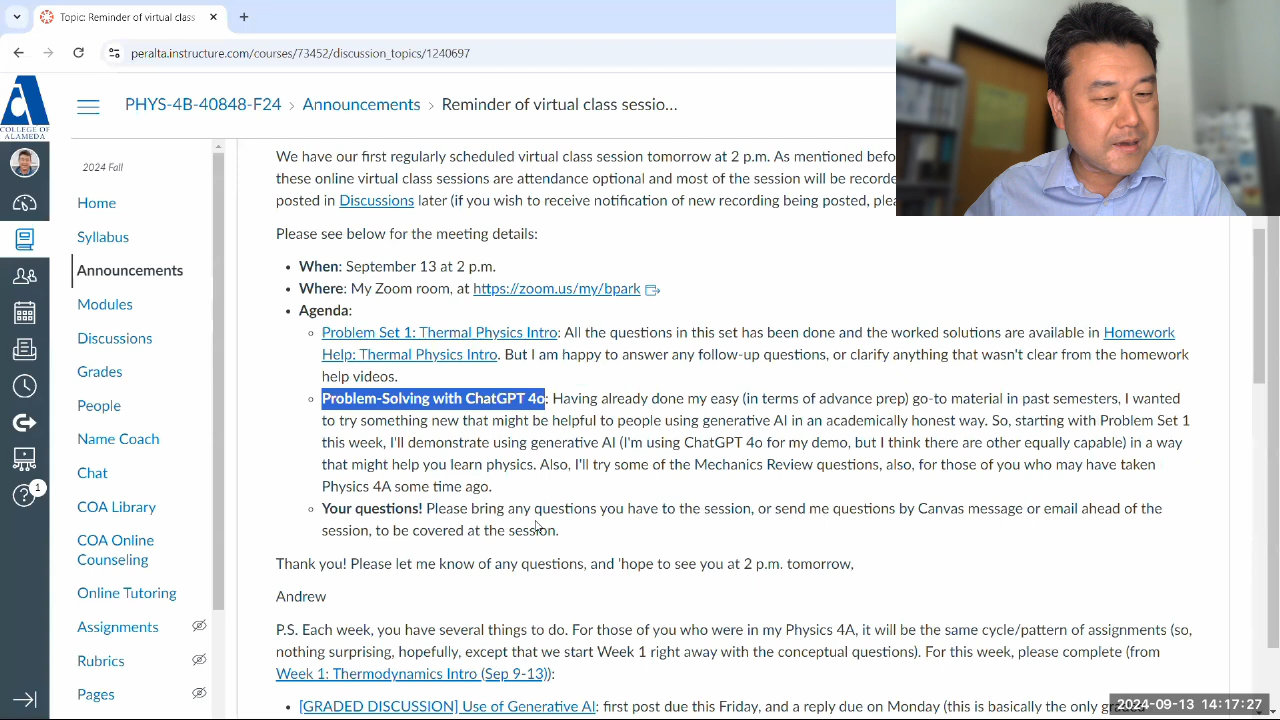 Topic: Reminder of virtual class
peralta.instructure.com/courses/73452/discussion_topics/1240697
COLLEGE OF
ALAMEDA
PHYS-4B-40848-F24 › Announcements › Reminder of virtual class sessio...
2024 Fall
Home
Syllabus
Announcements
Modules
Discussions
Grades
People
Name Coach
Chat
COA Library
COA Online
Counseling
Online Tutoring
Assignments
Rubrics
Pages
1
We have our first regularly scheduled virtual class session tomorrow at 2 p.m. As mentioned befo
these online virtual class sessions are attendance optional and most of the session will be recorde
posted in Discussions later (if you wish to receive notification of new recording being posted, plea
Please see below for the meeting details:
• When: September 13 at 2 p.m.
• Where: My Zoom room, at https://zoom.us/my/bpark
• Agenda:
◦ Problem Set 1: Thermal Physics Intro: All the questions in this set has been done and the worked solutions are available in Homework
Help: Thermal Physics Intro. But I am happy to answer any follow-up questions, or clarify anything that wasn't clear from the homework
help videos.
◦ Problem-Solving with ChatGPT 4o: Having already done my easy (in terms of advance prep) go-to material in past semesters, I wanted
to try something new that might be helpful to people using generative AI in an academically honest way. So, starting with Problem Set 1
this week, I'll demonstrate using generative AI (I'm using ChatGPT 4o for my demo, but I think there are other equally capable) in a way
that might help you learn physics. Also, I'll try some of the Mechanics Review questions, also, for those of you who may have taken
Physics 4A some time ago.
◦ Your questions! Please bring any questions you have to the session, or send me questions by Canvas message or email ahead of the
session, to be covered at the session.
Thank you! Please let me know of any questions, and 'hope to see you at 2 p.m. tomorrow,
Andrew
P.S. Each week, you have several things to do. For those of you who were in my Physics 4A, it will be the same cycle/pattern of assignments (so,
nothing surprising, hopefully, except that we start Week 1 right away with the conceptual questions). For this week, please complete (from
Week 1: Thermodynamics Intro (Sep 9-13)):
• [GRADED DISCUSSION] Use of Generative AI: first post due this Friday, and a reply due on Monday (this is basically the only graded
2024-09-13 14:17:27